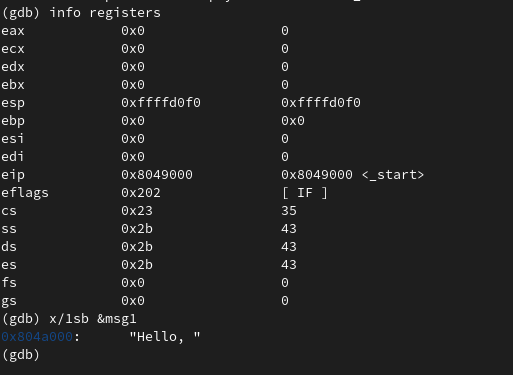 (gdb) info registers
eax 0x0 0
ecx 0x0 0
edx 0x0 0
ebx 0x0 0
esp 0xffffd0f0 0xffffd0f0
ebp 0x0 0x0
esi 0x0 0
edi 0x0 0
eip 0x8049000 0x8049000 <_start>
eflags 0x202 [ IF ]
cs 0x23 35
ss 0x2b 43
ds 0x2b 43
es 0x2b 43
fs 0x0 0
gs 0x0 0
(gdb) x/1sb &msg1
0x804a000: "Hello, "
(gdb)